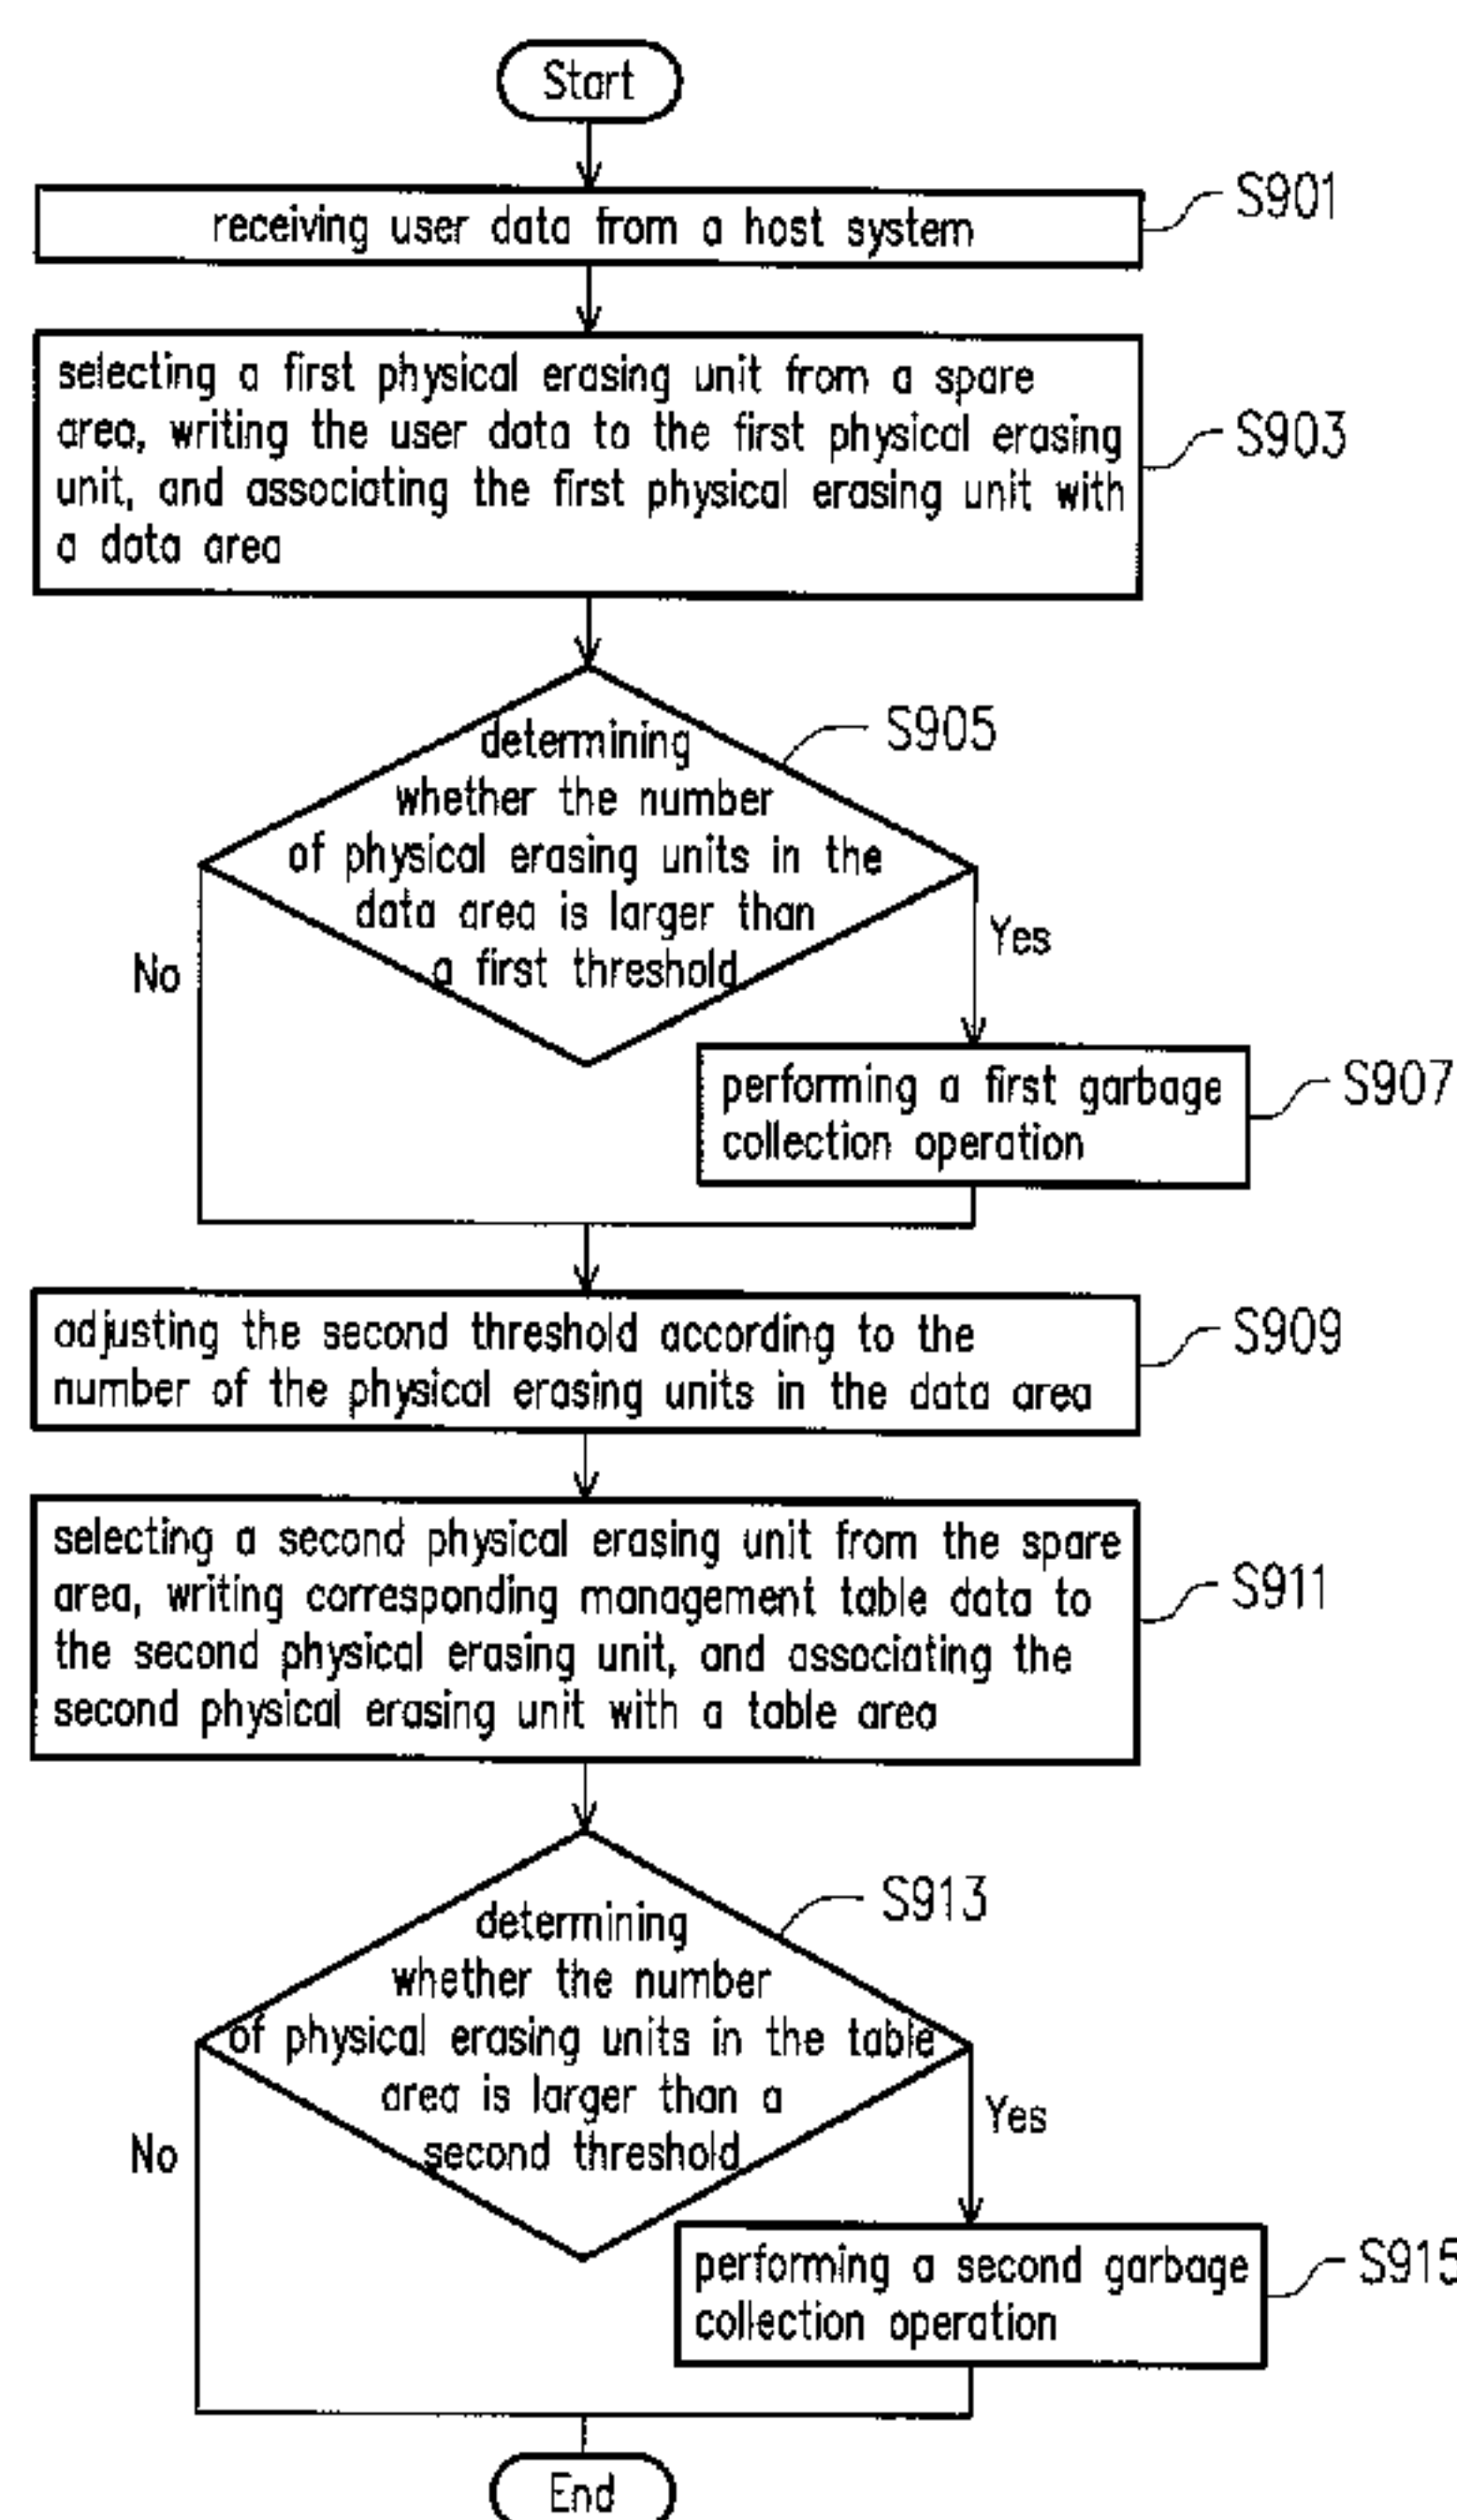 Start
receiving user data from a host system
S901
selecting a first physical erasing unit from a spare
area, writing the user data to the first physical erasing
unit, and associating the first physical erasing unit with
a data area
S903
determining
whether the number
of physical erasing units in the
data area is larger than
a first threshold
S905
No
Yes
performing a first garbage
collection operation
S907
adjusting the second threshold according to the
number of the physical erasing units in the data area
S909
selecting a second physical erasing unit from the spare
area, writing corresponding management table data to
the second physical erasing unit, and associating the
second physical erasing unit with a table area
S911
determining
whether the number
of physical erasing units in the table
area is larger than a
second threshold
S913
No
Yes
performing a second garbage
collection operation
S915
End